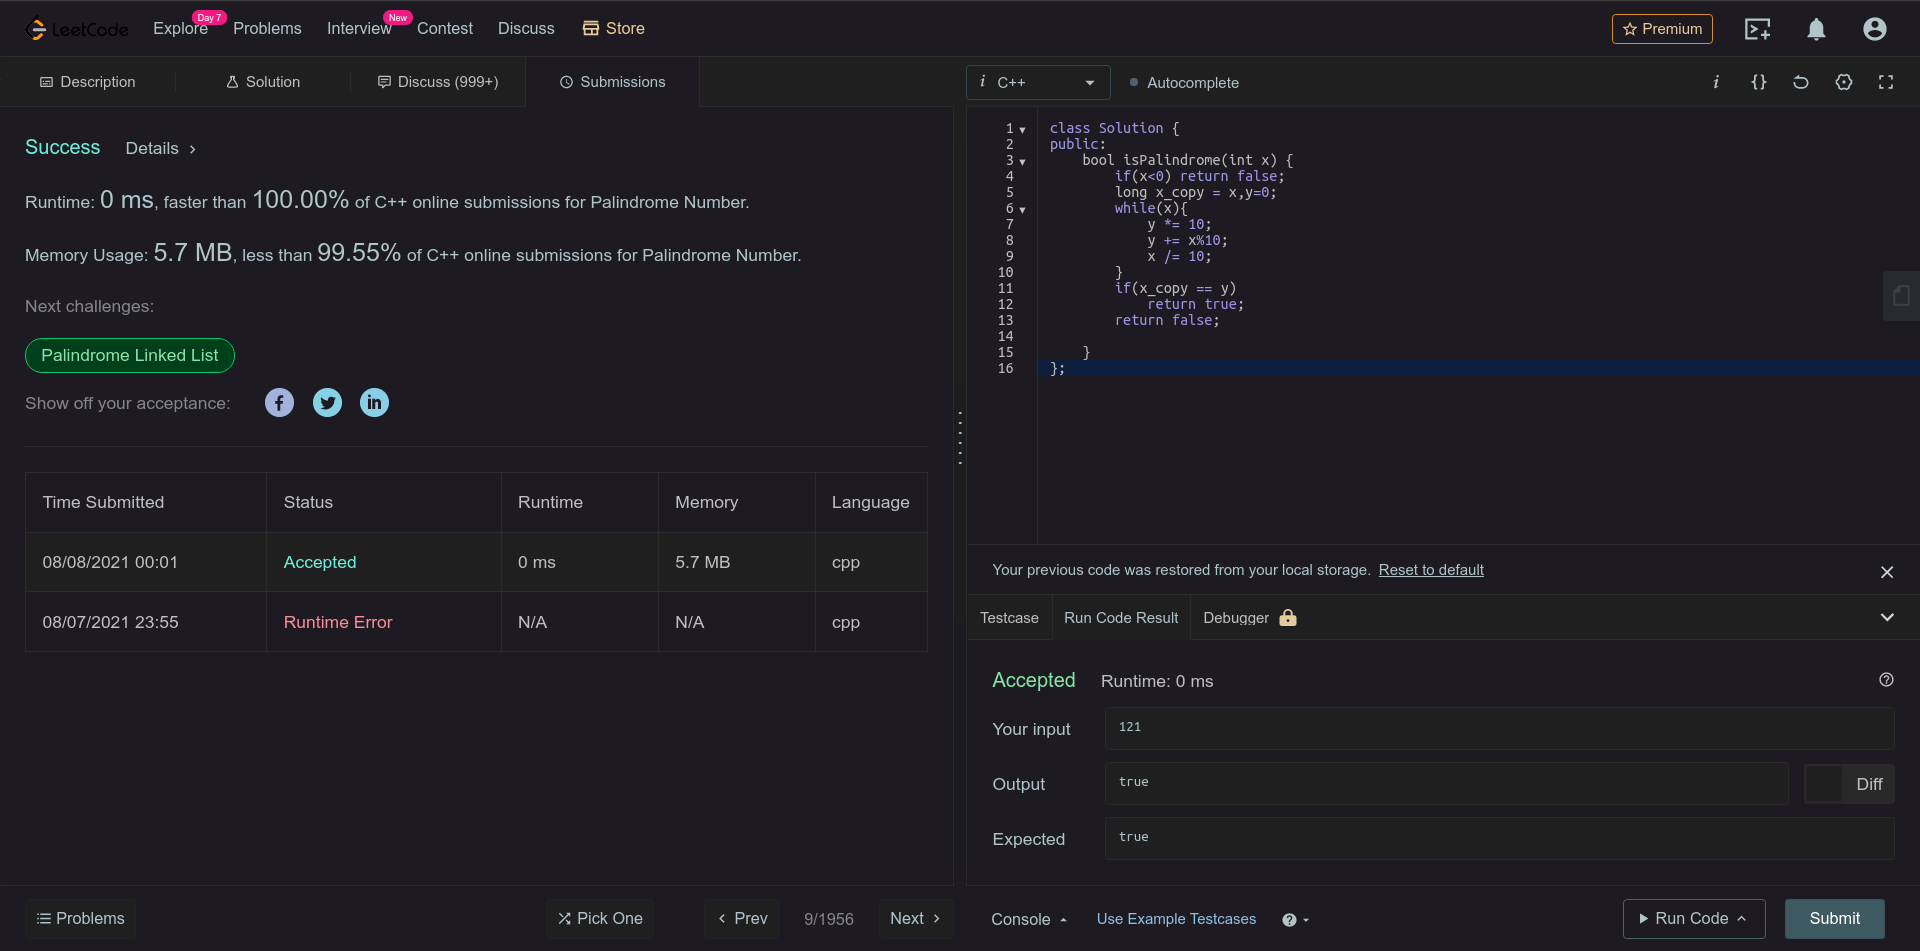 LeetCode Explore Day 7 Problems Interview New Contest Discuss Store Premium
Description Solution Discuss (999+) Submissions
Success Details
Runtime: 0 ms, faster than 100.00% of C++ online submissions for Palindrome Number.
Memory Usage: 5.7 MB, less than 99.55% of C++ online submissions for Palindrome Number.
Next challenges:
Palindrome Linked List
Show off your acceptance:
Time Submitted Status Runtime Memory Language
08/08/2021 00:01 Accepted 0 ms 5.7 MB cpp
08/07/2021 23:55 Runtime Error N/A N/A cpp
Problems Pick One Prev 9/1956 Next
i C++ Autocomplete i {}
1 class Solution {
2 public:
3 bool isPalindrome(int x) {
4 if(x<0) return false;
5 long x_copy = x,y=0;
6 while(x){
7 y *= 10;
8 y += x%10;
9 x /= 10;
10 }
11 if(x_copy == y)
12 return true;
13 return false;
14
15 }
16 };
Your previous code was restored from your local storage. Reset to default
Testcase Run Code Result Debugger
Accepted Runtime: 0 ms
Your input 121
Output true Diff
Expected true
Console Use Example Testcases Run Code Submit